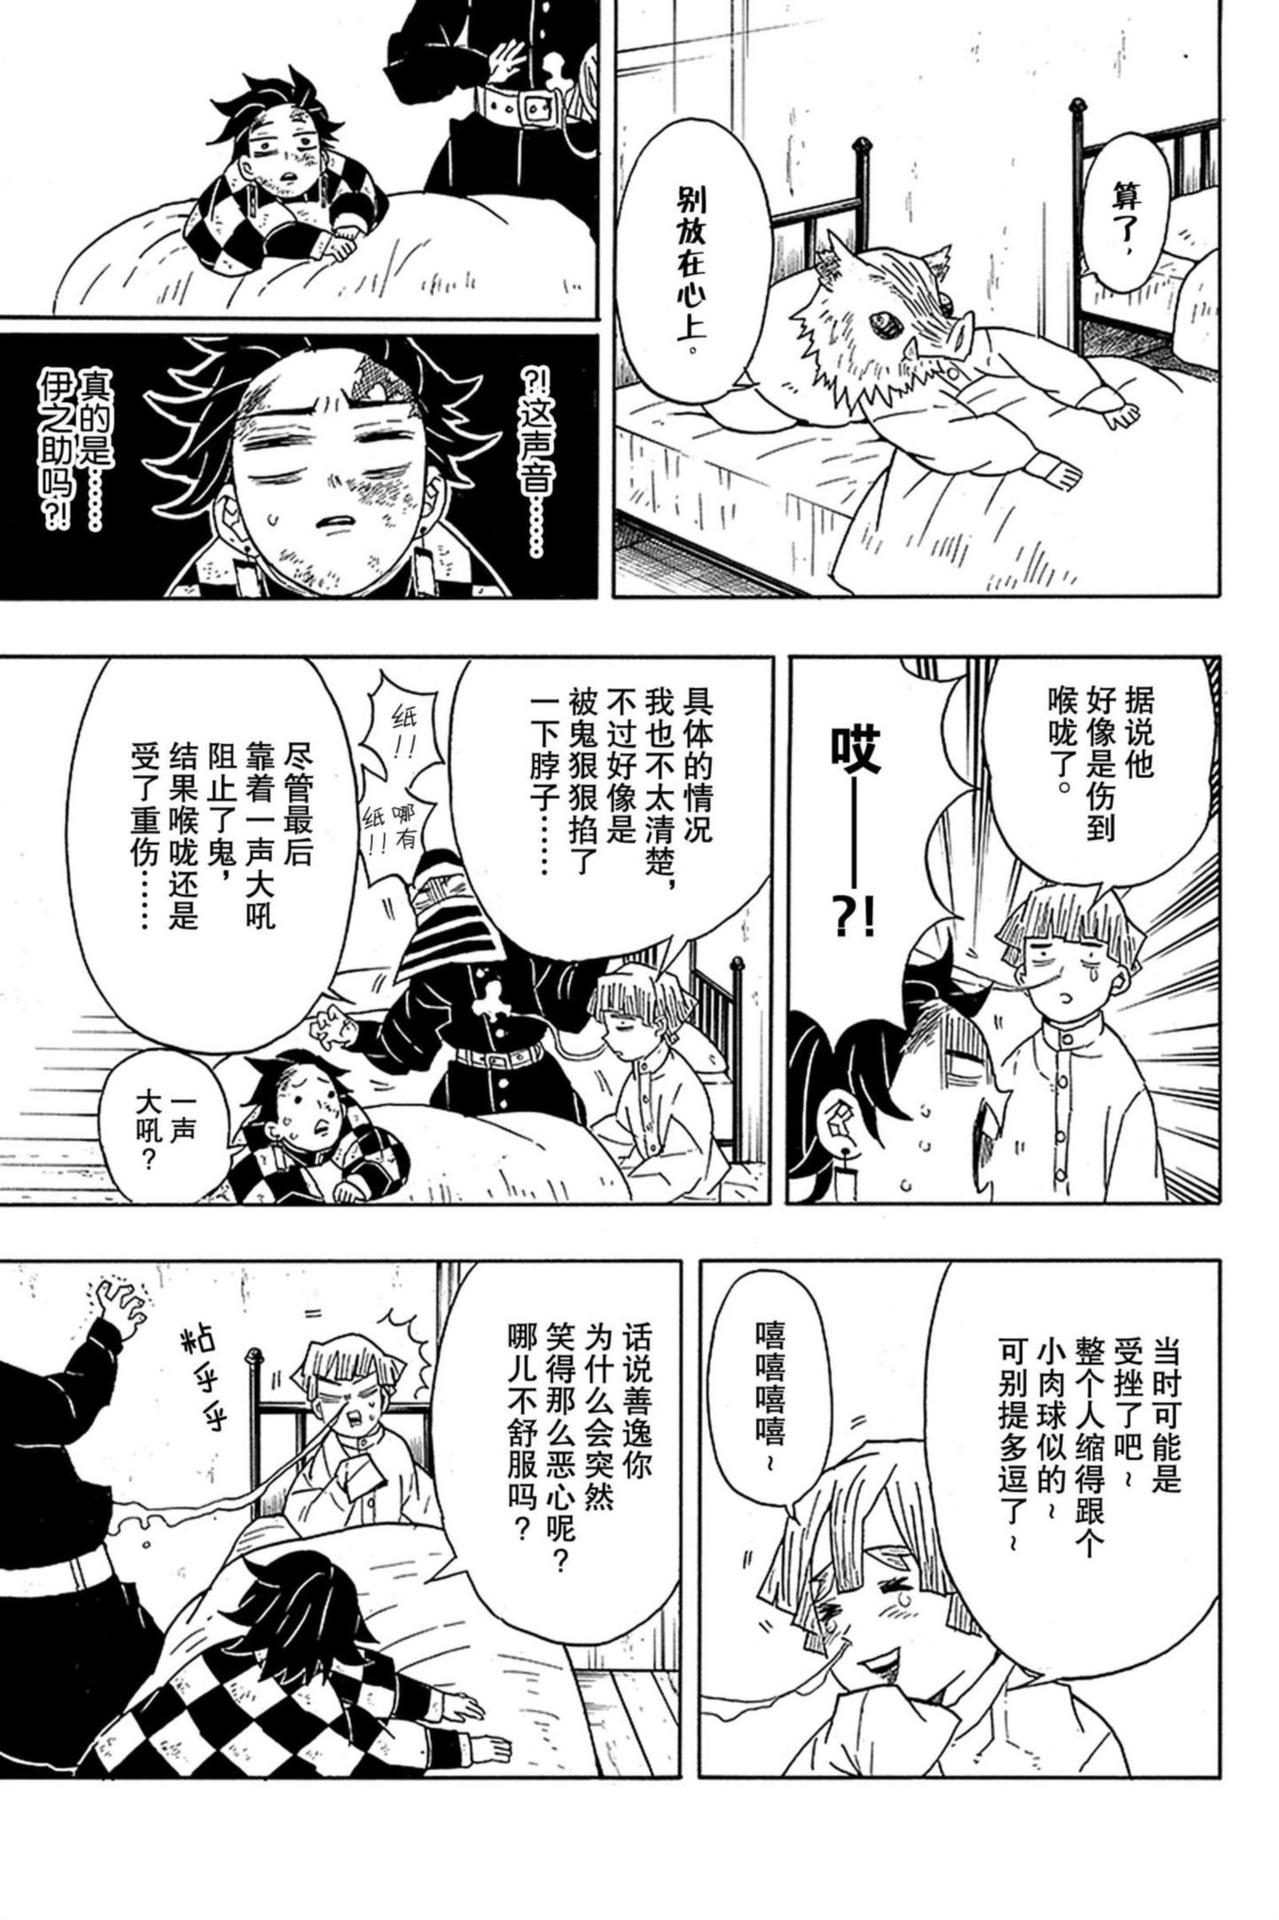 算了，
别放在心上。
?!这声音……
真的是……
伊之助吗?!
据说他
好像是伤到
喉咙了。
哎——?!
具体的情况
我也不太清楚，
不过好像是
被鬼狠狠掐了
一下脖子……
纸!!
哪有
纸!!
尽管最后
靠着一声大吼
阻止了鬼，
结果喉咙还是
受了重伤……
一声
大吼？
当时可能是
受挫了吧~
整个人缩得跟个
小肉球似的~
可别提多逗了~
嘻嘻嘻嘻~
话说善逸你
为什么会突然
笑得那么恶心呢？
哪儿不舒服吗？
粘乎乎